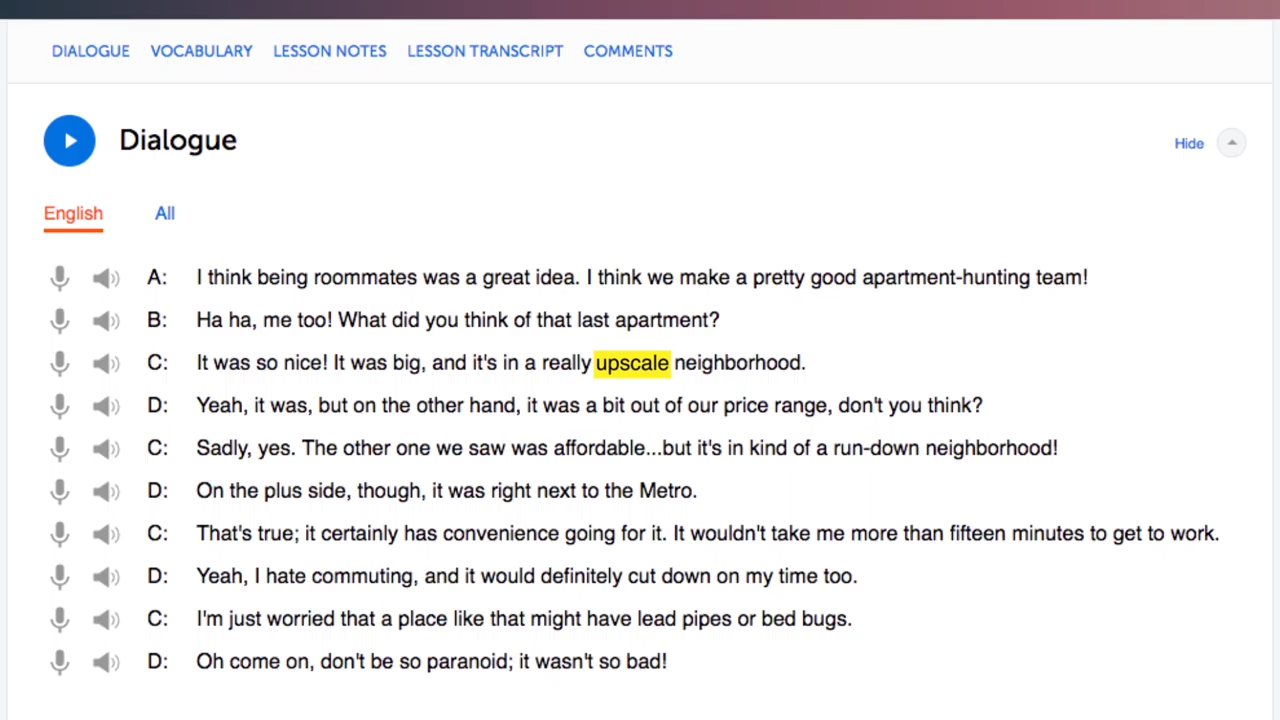 DIALOGUE VOCABULARY LESSON NOTES LESSON TRANSCRIPT COMMENTS
Dialogue
Hide
English All
A: I think being roommates was a great idea. I think we make a pretty good apartment-hunting team!
B: Ha ha, me too! What did you think of that last apartment?
C: It was so nice! It was big, and it's in a really upscale neighborhood.
D: Yeah, it was, but on the other hand, it was a bit out of our price range, don't you think?
C: Sadly, yes. The other one we saw was affordable...but it's in kind of a run-down neighborhood!
D: On the plus side, though, it was right next to the Metro.
C: That's true; it certainly has convenience going for it. It wouldn't take me more than fifteen minutes to get to work.
D: Yeah, I hate commuting, and it would definitely cut down on my time too.
C: I'm just worried that a place like that might have lead pipes or bed bugs.
D: Oh come on, don't be so paranoid; it wasn't so bad!